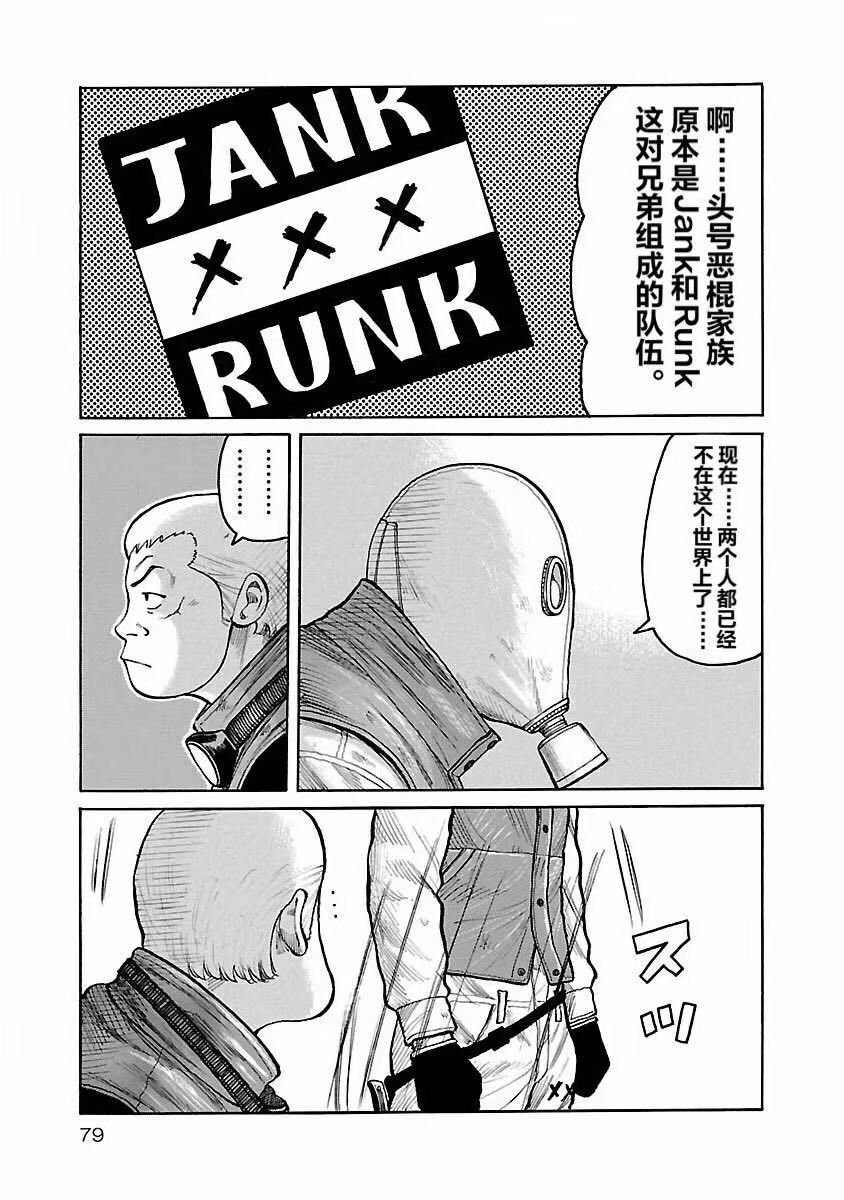 啊……头号恶棍家族
原本是Jank和Runk
这对兄弟组成的队伍。
JANK
×××
RUNK
现在……两个人都已经
不在这个世界上了……
………
…
スッ
79